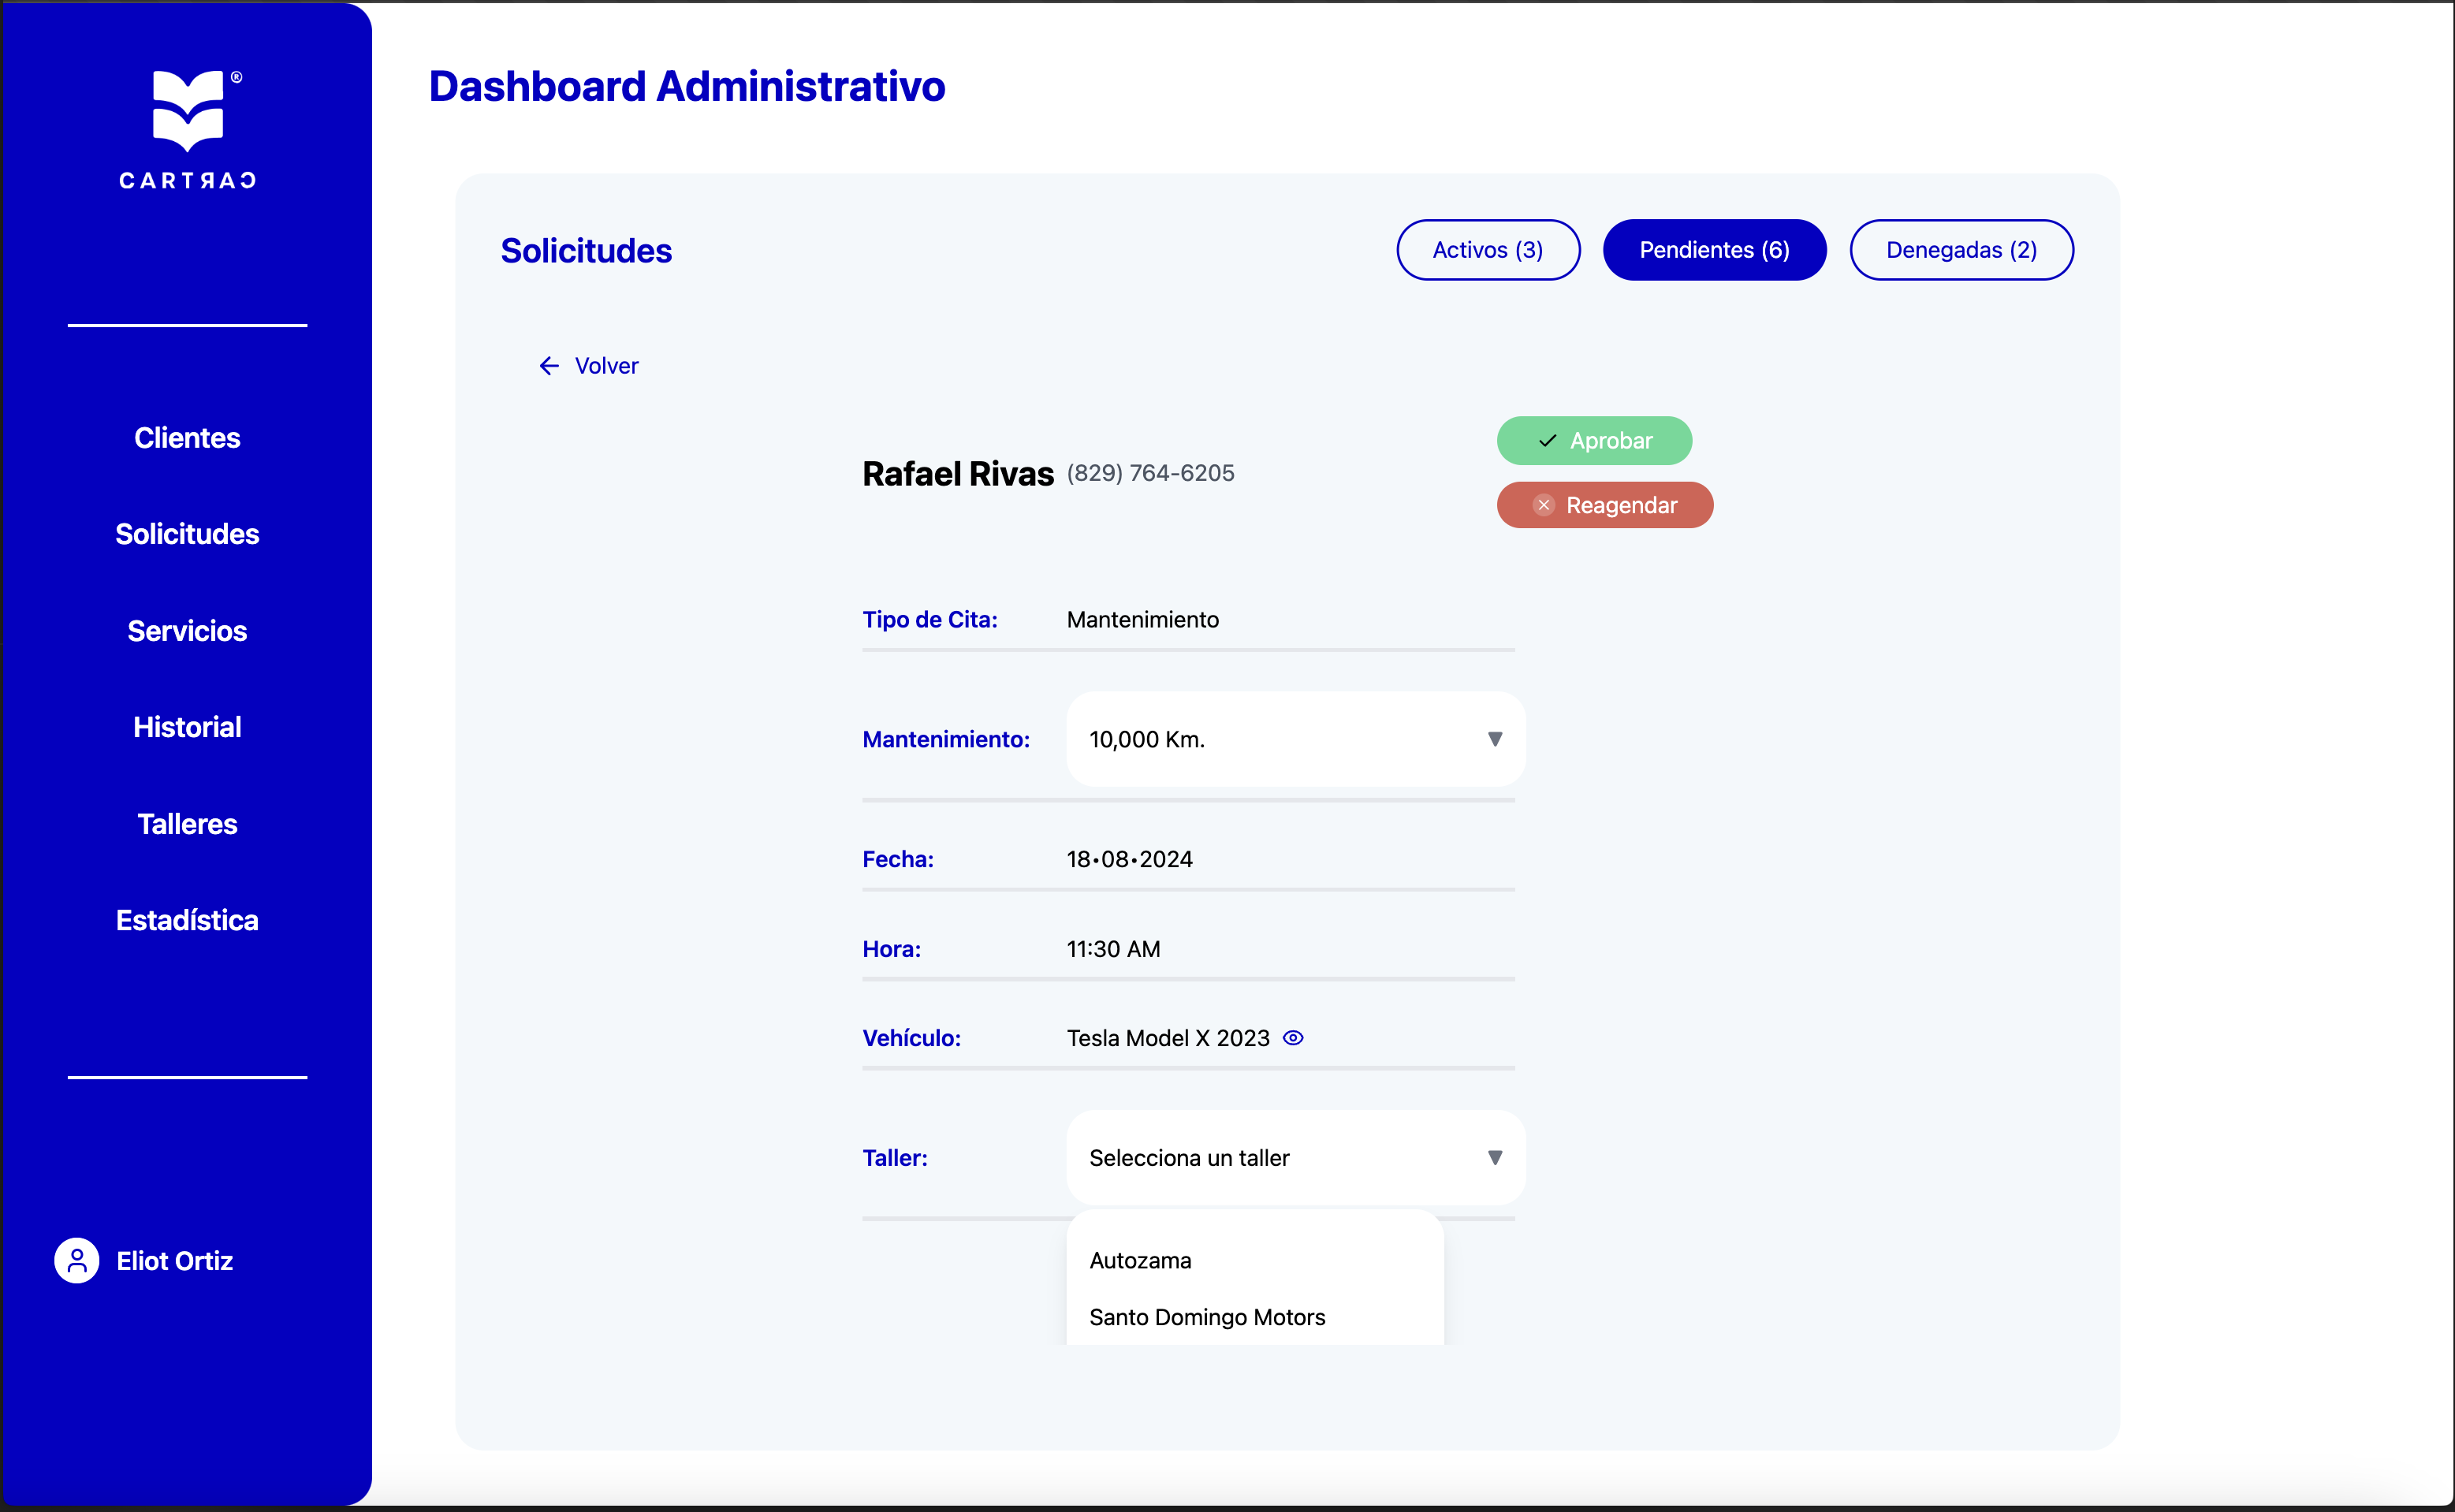 CARTRAC
®
Clientes
Solicitudes
Servicios
Historial
Talleres
Estadística
Eliot Ortiz
Dashboard Administrativo
Solicitudes
Activos (3)
Pendientes (6)
Denegadas (2)
← Volver
Rafael Rivas (829) 764-6205
Aprobar
Reagendar
Tipo de Cita: Mantenimiento
Mantenimiento: 10,000 Km.
Fecha: 18•08•2024
Hora: 11:30 AM
Vehículo: Tesla Model X 2023
Taller: Selecciona un taller
Autozama
Santo Domingo Motors